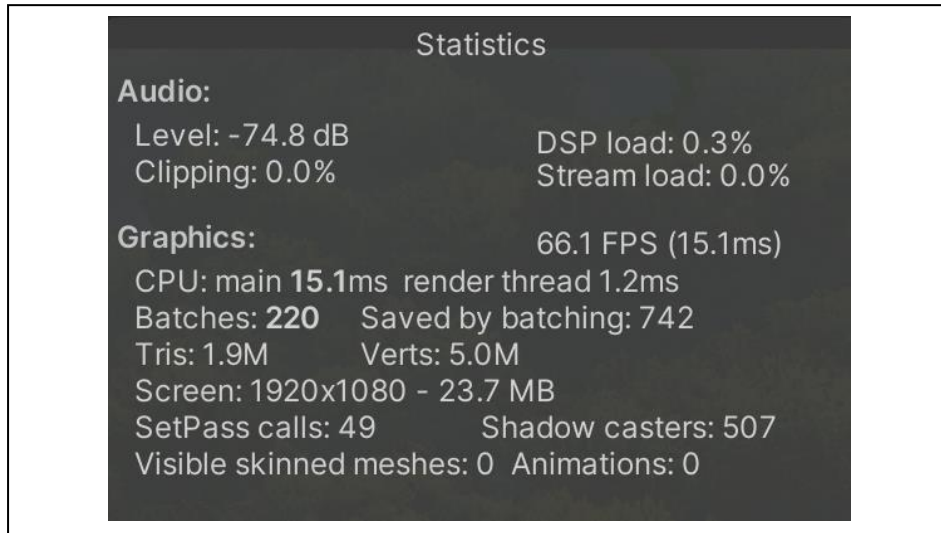 Statistics
Audio:
Level: -74.8 dB DSP load: 0.3%
Clipping: 0.0% Stream load: 0.0%
Graphics: 66.1 FPS (15.1ms)
CPU: main 15.1ms render thread 1.2ms
Batches: 220 Saved by batching: 742
Tris: 1.9M Verts: 5.0M
Screen: 1920x1080 - 23.7 MB
SetPass calls: 49 Shadow casters: 507
Visible skinned meshes: 0 Animations: 0